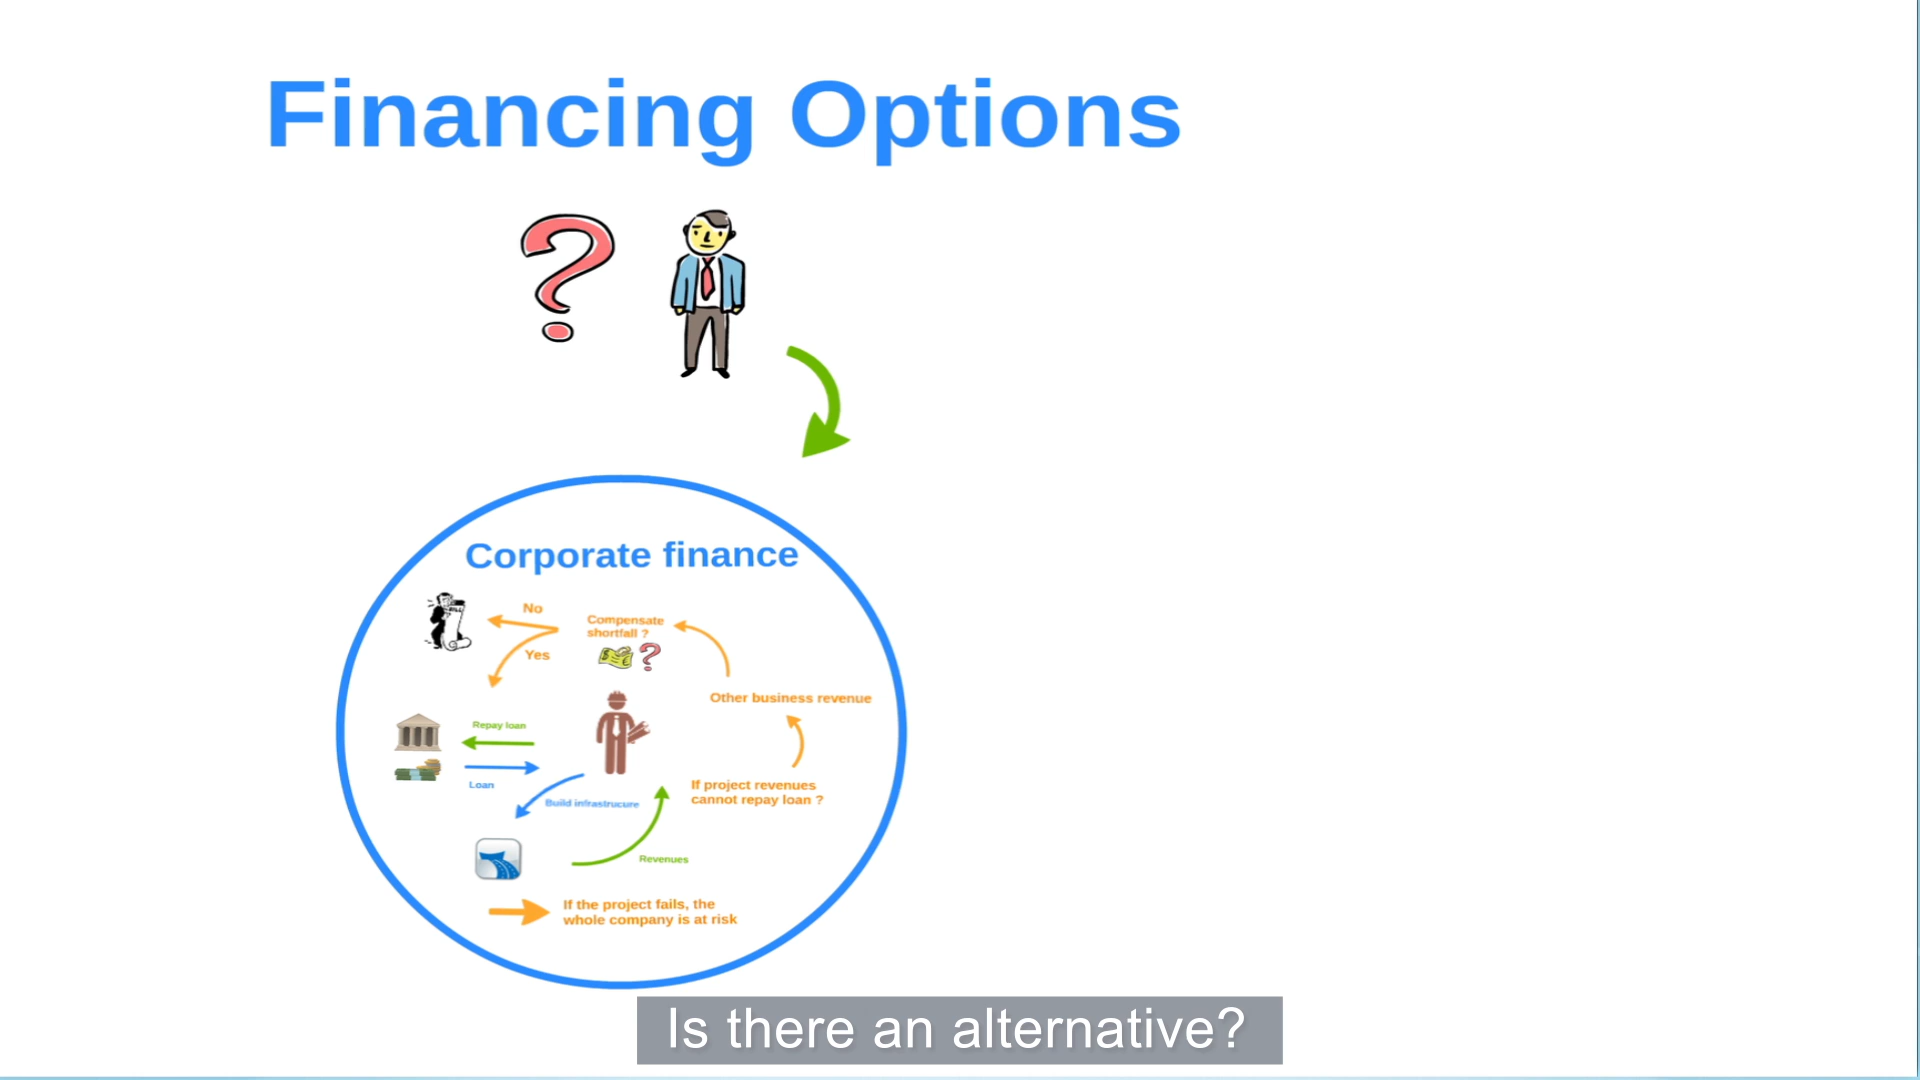 Financing Options
Corporate finance
No
Compensate
shortfall ?
Yes
Other business revenue
Repay loan
Loan
If project revenues
cannot repay loan ?
Build infrastrucure
Revenues
If the project fails, the
whole company is at risk
Is there an alternative?